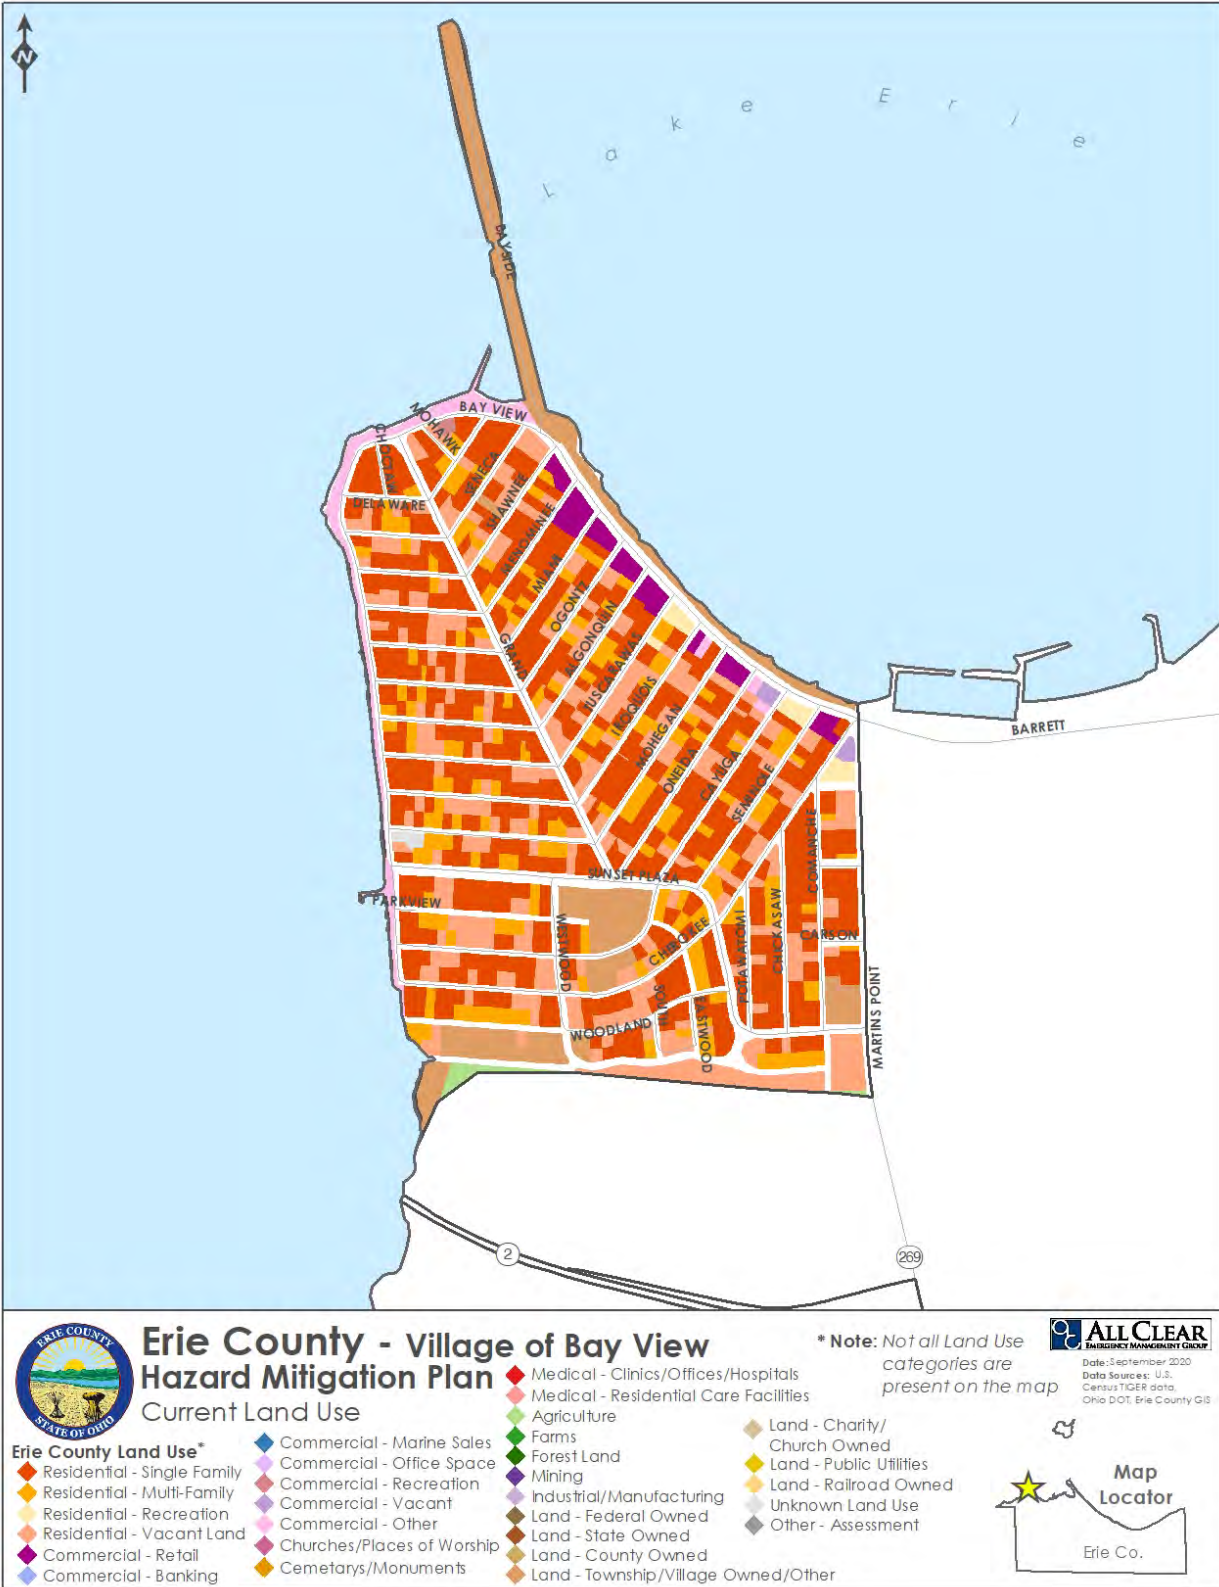 N
Lake Erie
BAYSIDE
BAY VIEW
MOHAWK
CHOCTAW
SENECA
SHAWNEE
DELAWARE
MENOMINEE
MIAMI
OGONTZ
ALGONQUIN
GRAND
TUSCARAWAS
IROQUOIS
MOHEGAN
ONEIDA
CAYUGA
SEMINOLE
BARRETT
COMANCHE
SUNSET PLAZA
PARKVIEW
WESTWOOD
CHEROKEE
POTAWATOMI
CHICKASAW
CARSON
SOUTH
WOODLAND
EASTWOOD
MARTINS POINT
2
269
ERIE COUNTY
STATE OF OHIO
Erie County - Village of Bay View
Hazard Mitigation Plan
Current Land Use
Erie County Land Use*
Residential - Single Family
Residential - Multi-Family
Residential - Recreation
Residential - Vacant Land
Commercial - Retail
Commercial - Banking
Commercial - Marine Sales
Commercial - Office Space
Commercial - Recreation
Commercial - Vacant
Commercial - Other
Churches/Places of Worship
Cemetarys/Monuments
Medical - Clinics/Offices/Hospitals
Medical - Residential Care Facilities
Agriculture
Farms
Forest Land
Mining
Industrial/Manufacturing
Land - Federal Owned
Land - State Owned
Land - County Owned
Land - Township/Village Owned/Other
Land - Charity/
Church Owned
Land - Public Utilities
Land - Railroad Owned
Unknown Land Use
Other - Assessment
* Note: Not all Land Use
categories are
present on the map
ALL CLEAR
EMERGENCY MANAGEMENT GROUP
Date: September 2020
Data Sources: U.S.
Census TIGER data,
Ohio DOT, Erie County GIS
Map
Locator
Erie Co.